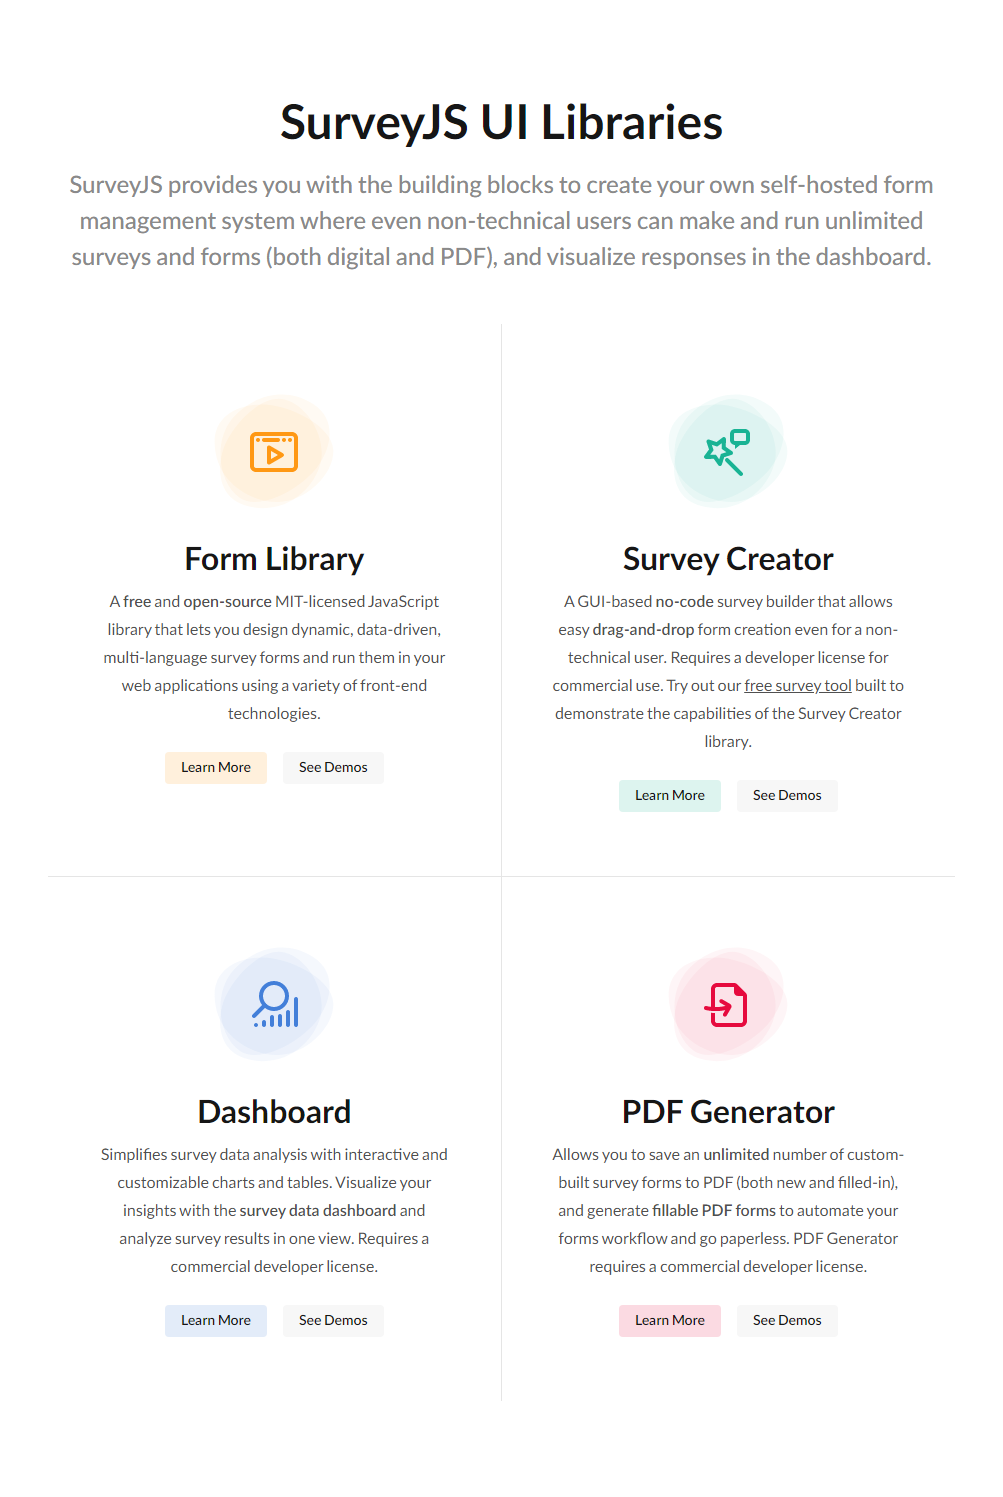 SurveyJS UI Libraries
SurveyJS provides you with the building blocks to create your own self-hosted form
management system where even non-technical users can make and run unlimited
surveys and forms (both digital and PDF), and visualize responses in the dashboard.
Form Library
A free and open-source MIT-licensed JavaScript
library that lets you design dynamic, data-driven,
multi-language survey forms and run them in your
web applications using a variety of front-end
technologies.
Learn More See Demos
Survey Creator
A GUI-based no-code survey builder that allows
easy drag-and-drop form creation even for a non-
technical user. Requires a developer license for
commercial use. Try out our free survey tool built to
demonstrate the capabilities of the Survey Creator
library.
Learn More See Demos
Dashboard
Simplifies survey data analysis with interactive and
customizable charts and tables. Visualize your
insights with the survey data dashboard and
analyze survey results in one view. Requires a
commercial developer license.
Learn More See Demos
PDF Generator
Allows you to save an unlimited number of custom-
built survey forms to PDF (both new and filled-in),
and generate fillable PDF forms to automate your
forms workflow and go paperless. PDF Generator
requires a commercial developer license.
Learn More See Demos